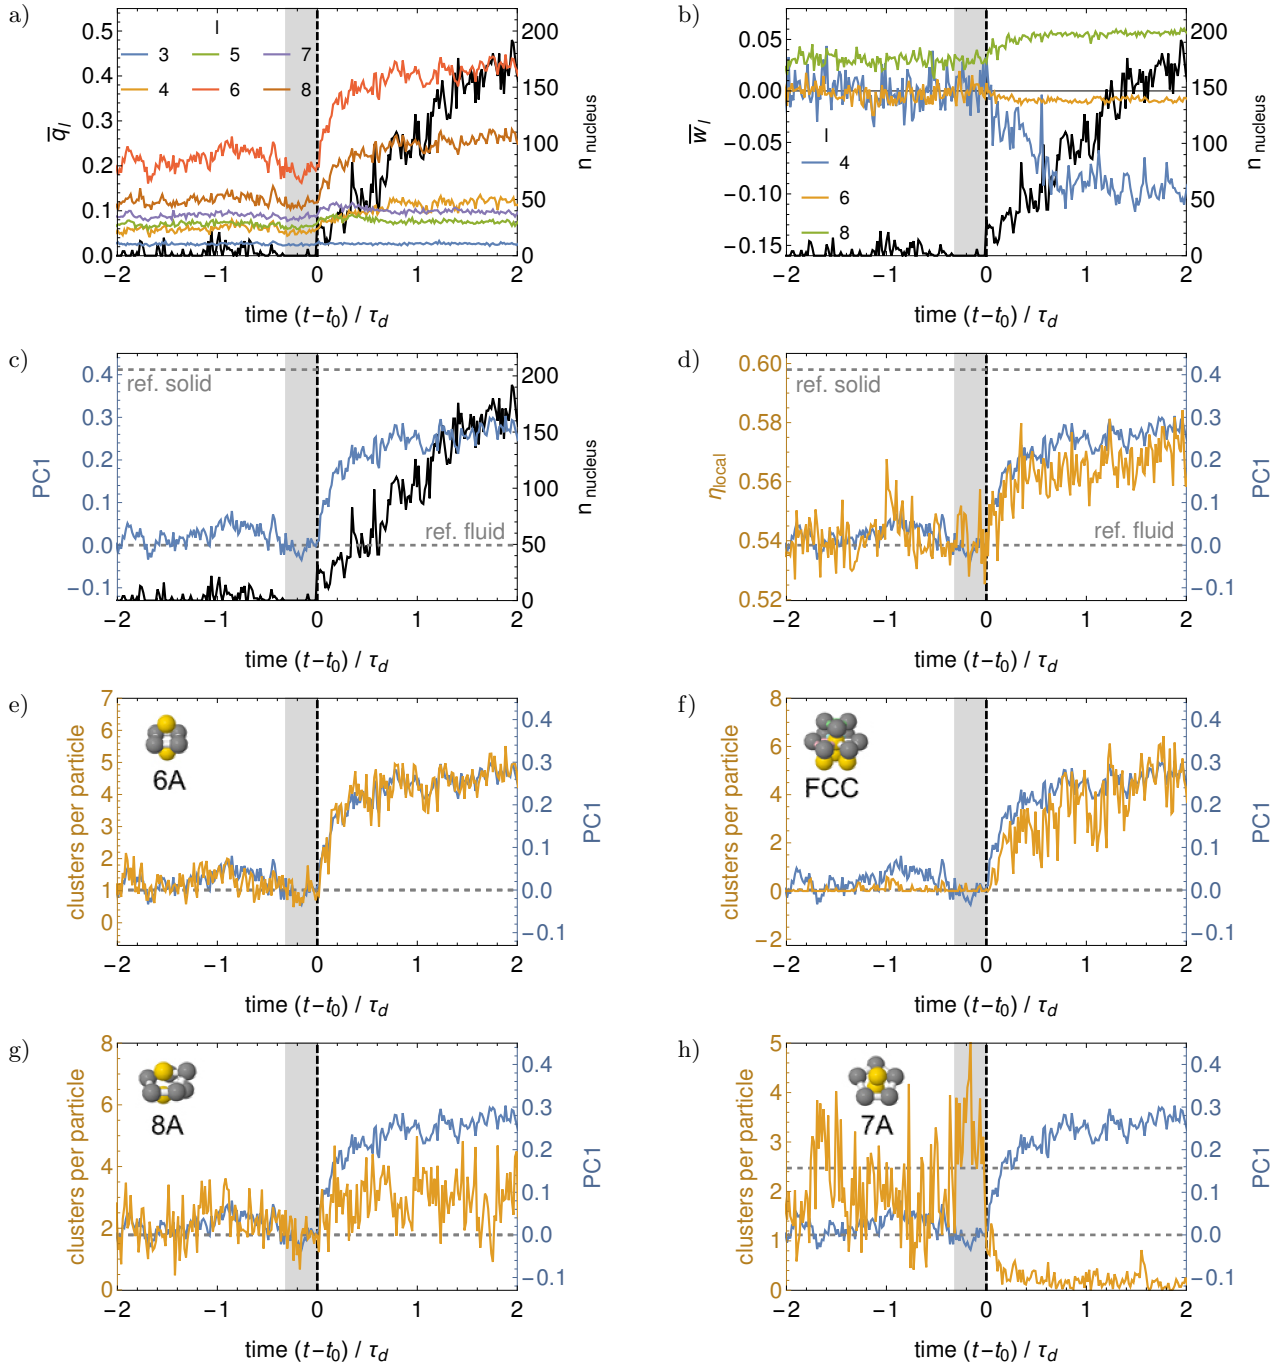 a)
0.5
0.4
0.3
0.2
0.1
0.0
q̅l
l
3 5 7
4 6 8
200
150
100
50
0
n nucleus
−2 −1 0 1 2
time (t−t0) / τd
b)
0.05
0.00
−0.05
−0.10
−0.15
w̅l
l
4
6
8
200
150
100
50
0
n nucleus
−2 −1 0 1 2
time (t−t0) / τd
c)
0.4
0.3
0.2
0.1
0.0
−0.1
PC1
ref. solid
ref. fluid
200
150
100
50
0
n nucleus
−2 −1 0 1 2
time (t−t0) / τd
d)
0.60
0.58
0.56
0.54
0.52
ηlocal
ref. solid
ref. fluid
0.4
0.3
0.2
0.1
0.0
−0.1
PC1
−2 −1 0 1 2
time (t−t0) / τd
e)
7
6
5
4
3
2
1
0
clusters per particle
6A
0.4
0.3
0.2
0.1
0.0
−0.1
PC1
−2 −1 0 1 2
time (t−t0) / τd
f)
8
6
4
2
0
−2
clusters per particle
FCC
0.4
0.3
0.2
0.1
0.0
−0.1
PC1
−2 −1 0 1 2
time (t−t0) / τd
g)
8
6
4
2
0
clusters per particle
8A
0.4
0.3
0.2
0.1
0.0
−0.1
PC1
−2 −1 0 1 2
time (t−t0) / τd
h)
5
4
3
2
1
0
clusters per particle
7A
0.4
0.3
0.2
0.1
0.0
−0.1
PC1
−2 −1 0 1 2
time (t−t0) / τd